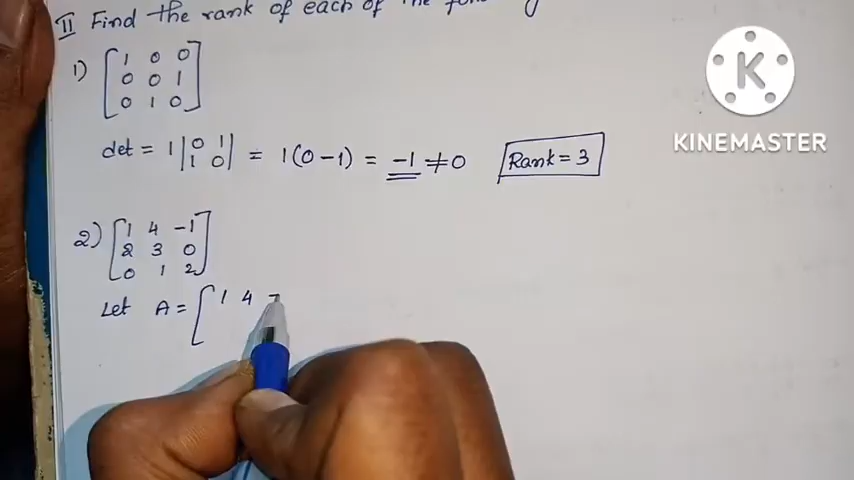 II Find the rank of each of the
1) [1 0 0
0 0 1
0 1 0]
det = 1|0 1
1 0| = 1(0-1) = -1 ≠ 0 Rank = 3
2) [1 4 -1
2 3 0
0 1 2]
Let A = [1 4 -
K
KINEMASTER